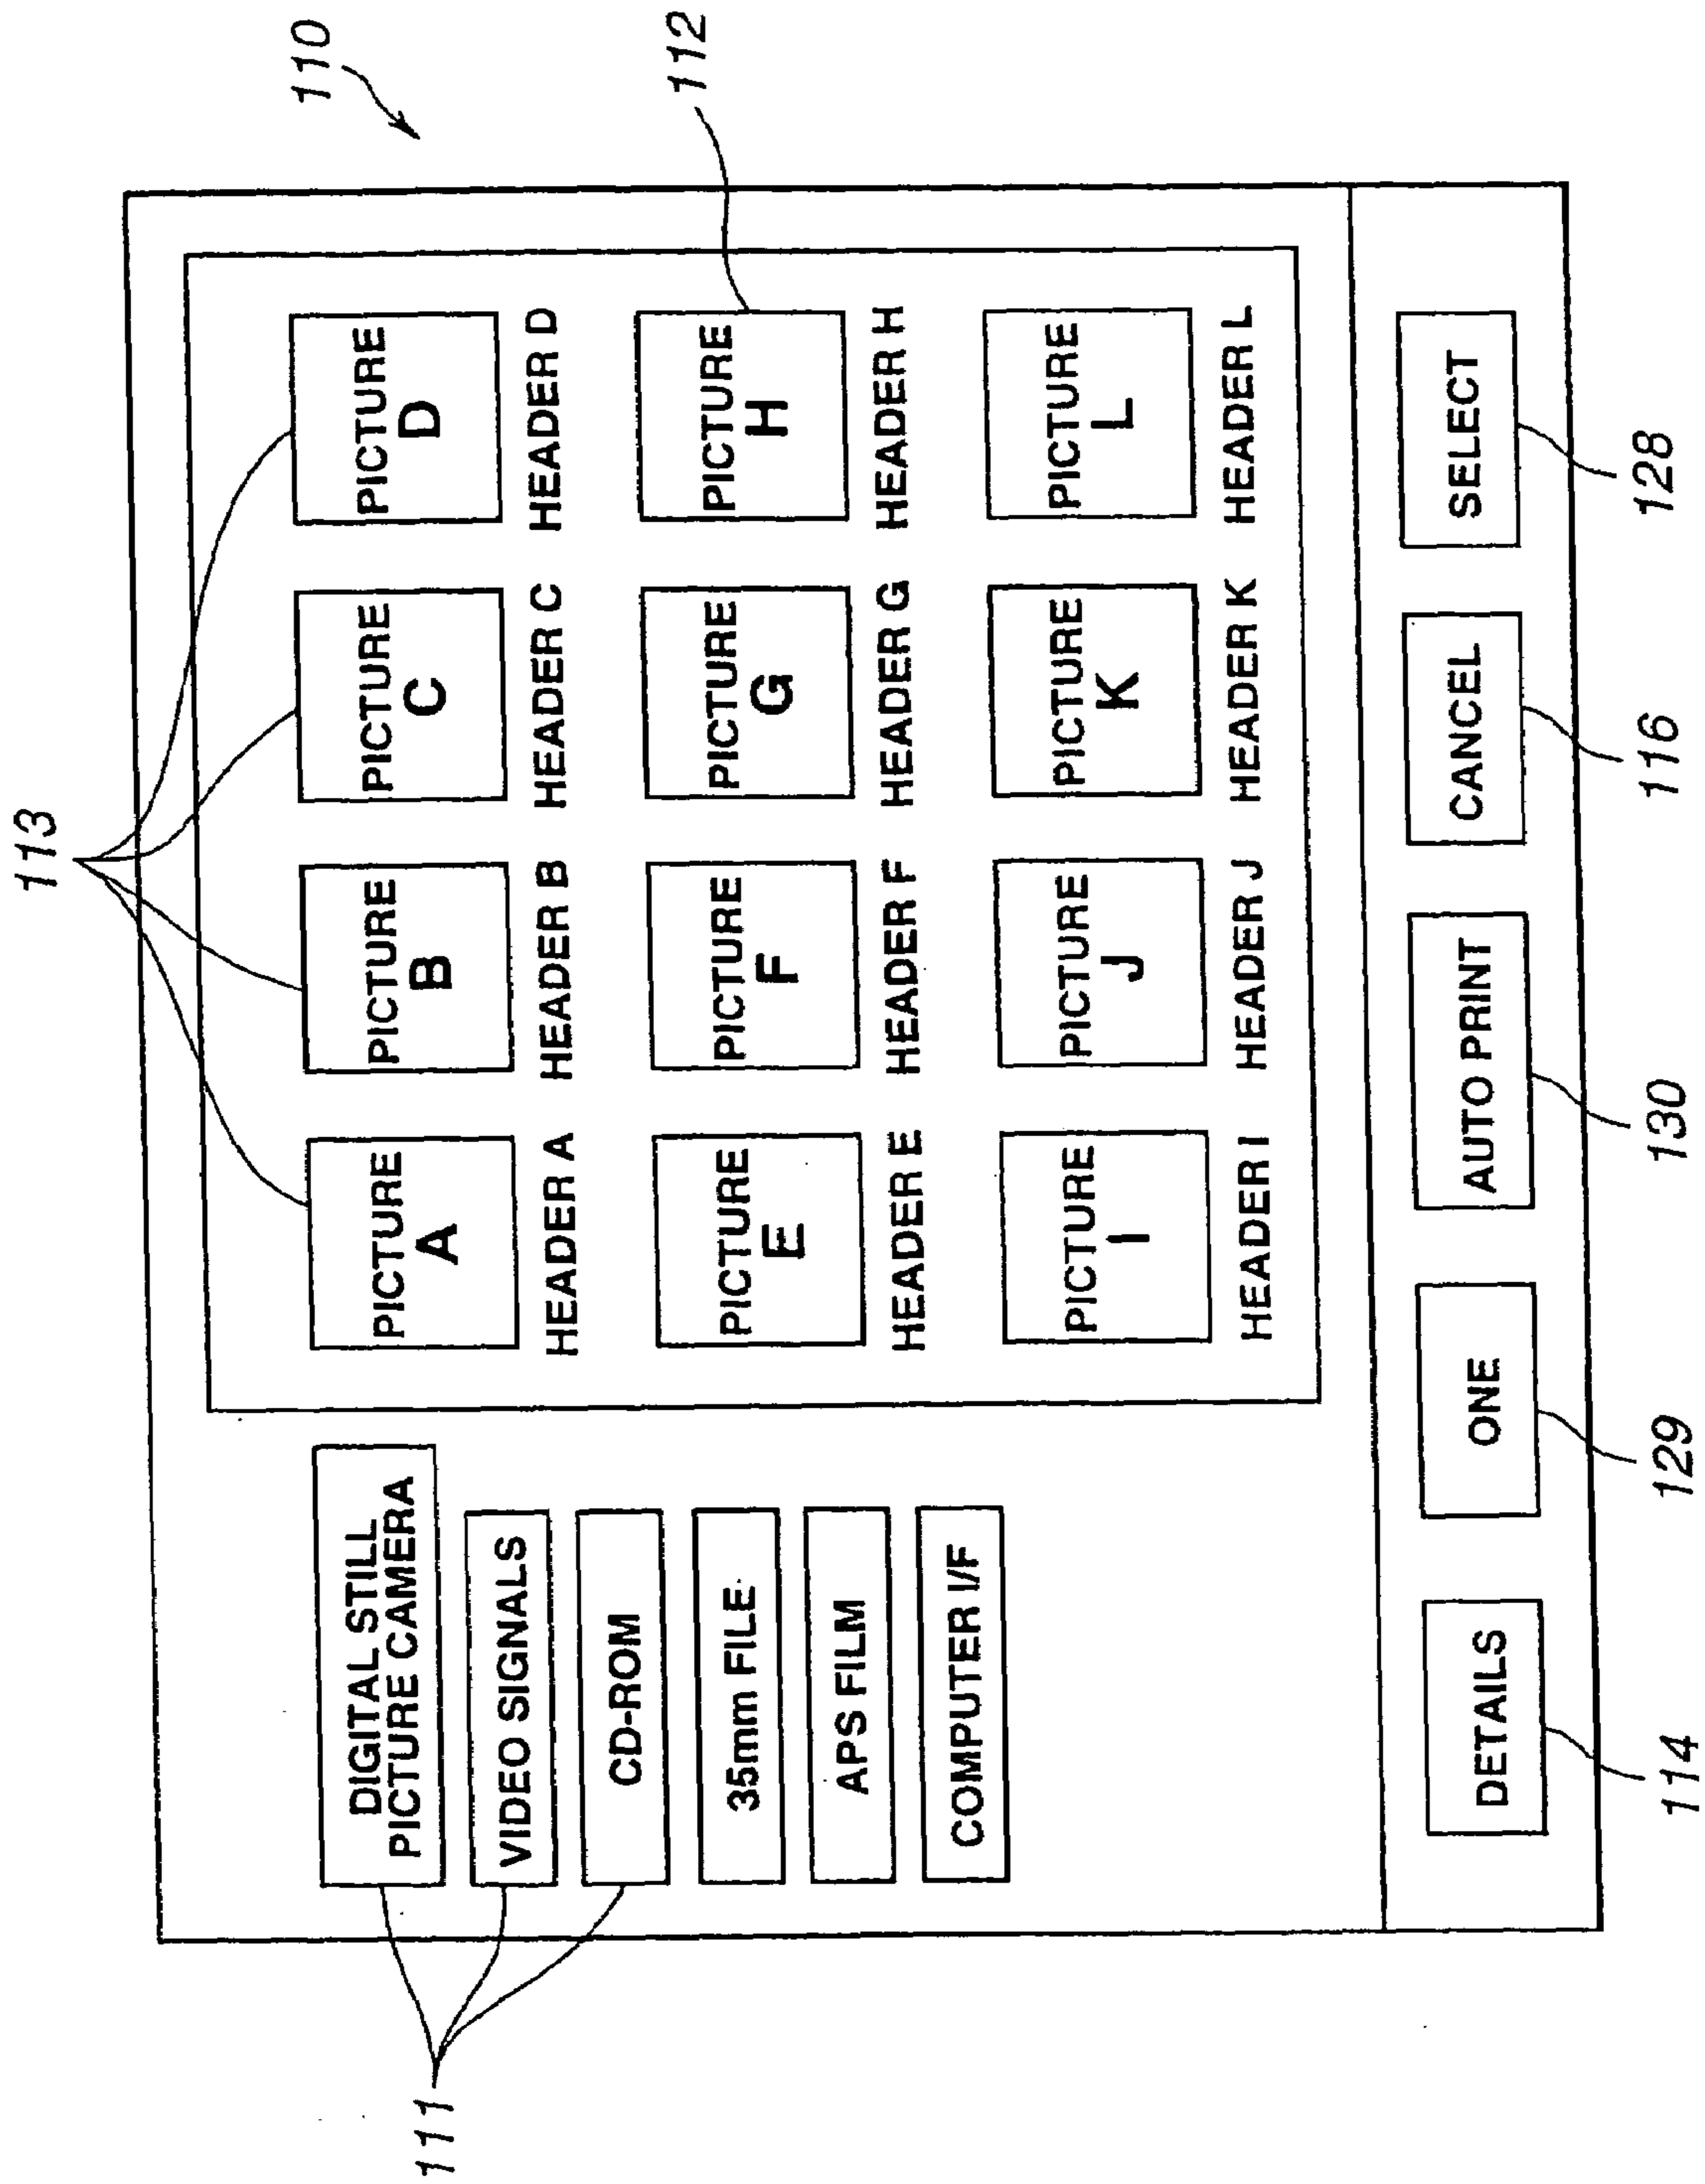 110
113
112
111
DIGITAL STILL
PICTURE CAMERA
VIDEO SIGNALS
CD-ROM
35mm FILE
APS FILM
COMPUTER I/F
PICTURE
A
PICTURE
B
PICTURE
C
PICTURE
D
HEADER A
HEADER B
HEADER C
HEADER D
PICTURE
E
PICTURE
F
PICTURE
G
PICTURE
H
HEADER E
HEADER F
HEADER G
HEADER H
PICTURE
I
PICTURE
J
PICTURE
K
PICTURE
L
HEADER I
HEADER J
HEADER K
HEADER L
DETAILS
ONE
AUTO PRINT
CANCEL
SELECT
114
129
130
116
128